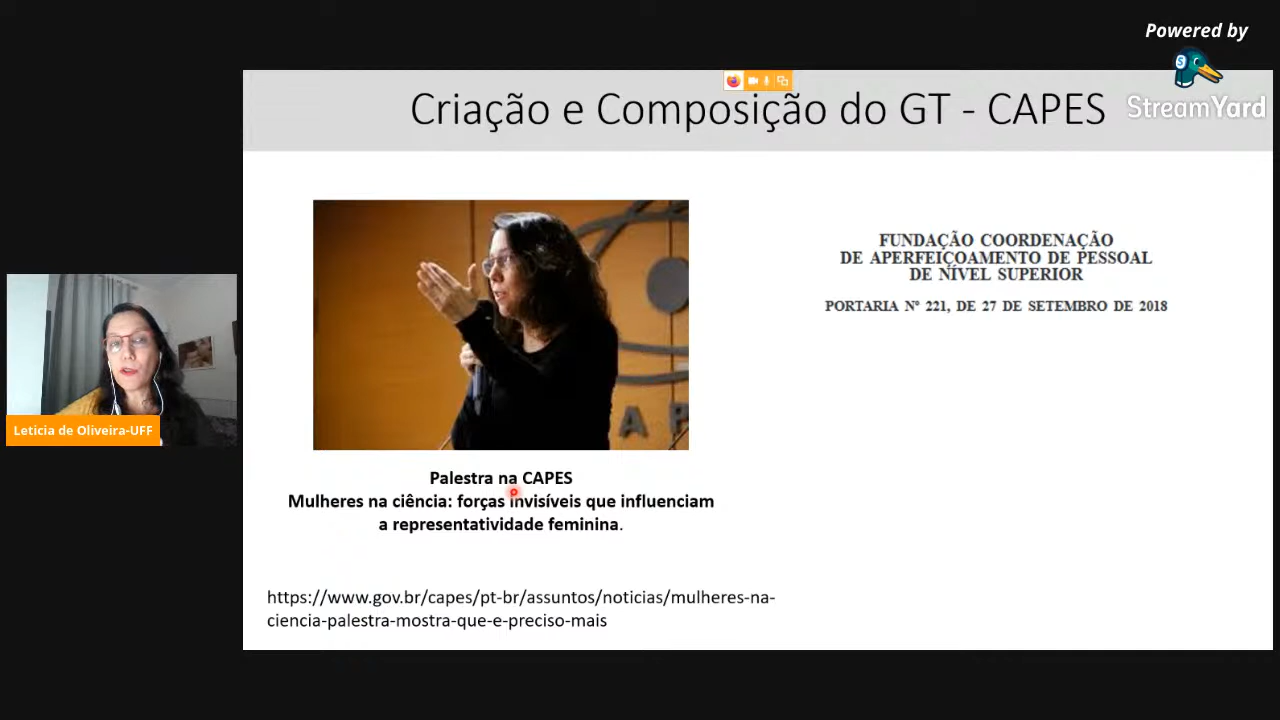 Powered by
StreamYard
Criação e Composição do GT - CAPES
FUNDAÇÃO COORDENAÇÃO
DE APERFEIÇOAMENTO DE PESSOAL
DE NÍVEL SUPERIOR
PORTARIA Nº 221, DE 27 DE SETEMBRO DE 2018
A P
Letícia de Oliveira-UFF
Palestra na CAPES
Mulheres na ciência: forças invisíveis que influenciam
a representatividade feminina.
https://www.gov.br/capes/pt-br/assuntos/noticias/mulheres-na-
ciencia-palestra-mostra-que-e-preciso-mais